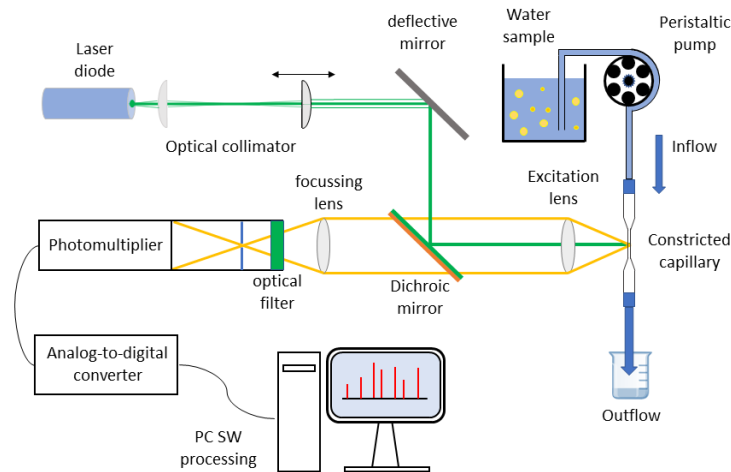 Laser
diode
Optical collimator
deflective
mirror
Water
sample
Peristaltic
pump
Inflow
focussing
lens
Excitation
lens
Photomultiplier
optical
filter
Dichroic
mirror
Constricted
capillary
Analog-to-digital
converter
PC SW
processing
Outflow